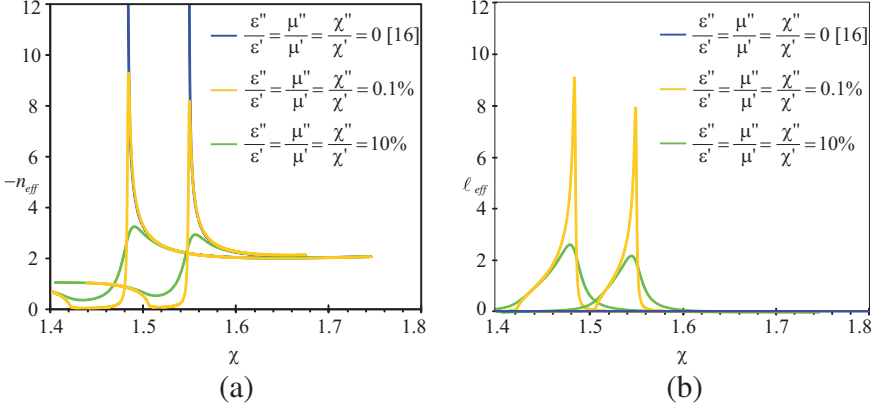 12
10
8
6
4
2
0
−n_eff
1.4 1.5 1.6 1.7 1.8
χ
ε''/ε' = μ''/μ' = χ''/χ' = 0 [16]
ε''/ε' = μ''/μ' = χ''/χ' = 0.1%
ε''/ε' = μ''/μ' = χ''/χ' = 10%
(a)
12
10
8
6
4
2
0
ℓ_eff
1.4 1.5 1.6 1.7 1.8
χ
ε''/ε' = μ''/μ' = χ''/χ' = 0 [16]
ε''/ε' = μ''/μ' = χ''/χ' = 0.1%
ε''/ε' = μ''/μ' = χ''/χ' = 10%
(b)